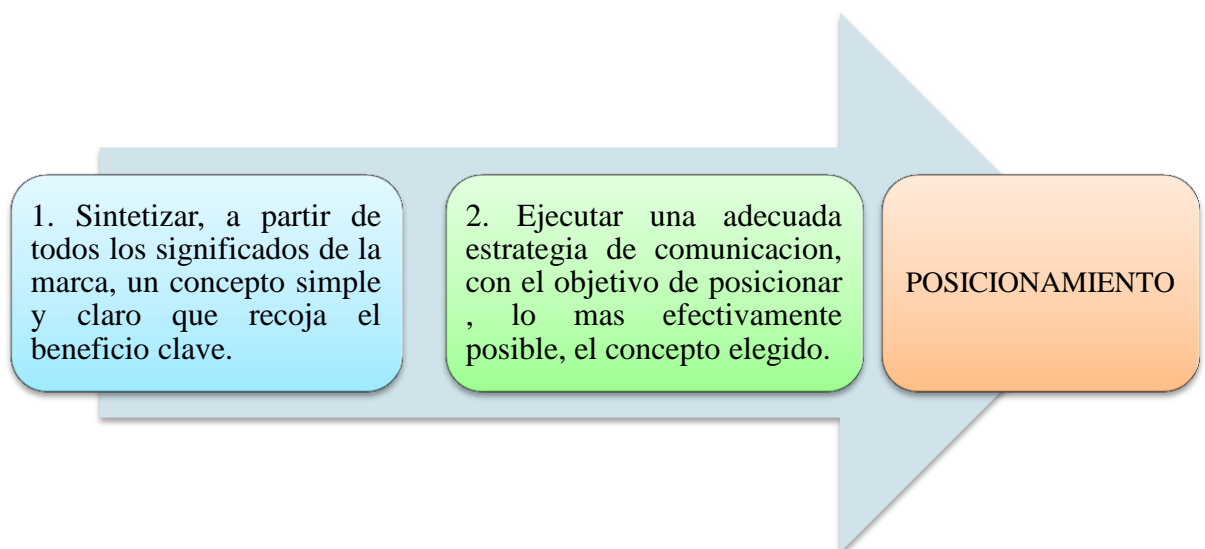 1. Sintetizar, a partir de
todos los significados de la
marca, un concepto simple
y claro que recoja el
beneficio clave.
2. Ejecutar una adecuada
estrategia de comunicacion,
con el objetivo de posicionar
, lo mas efectivamente
posible, el concepto elegido.
POSICIONAMIENTO